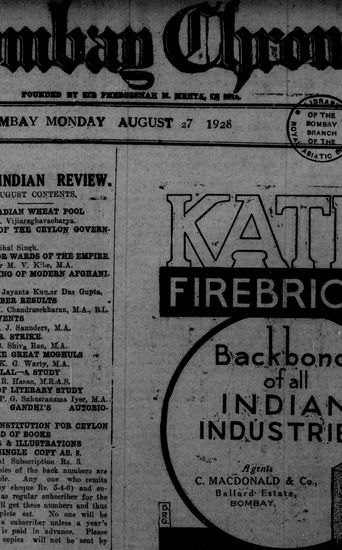 ombay Chron
FOUNDED BY SIR PHEROZESHAH M. MEHTA, IN
MBAY MONDAY AUGUST 27 1928
LIBRARY
OF THE
BOMBAY
BRANCH
OF THE
ROYAL
ASIATIC
INDIAN REVIEW.
UGUST CONTENTS,
ADIAN WHEAT POOL
. Vijiaraghavacharya.
OF THE CEYLON GOVERN-
ihal Singh.
OR WARDS OF THE EMPIRE.
r M. V. Kibe, M.A.
NG OF MODERN AFGHANI-
Jayanta Kumar Das Gupta,
BER RESULTS
. Chandrasekharan, M.A., B.L.
VENTS
. J. Saunders, M.A.
R. STRIKE.
B. Shiva Rao, M.A.
E GREAT MOGHULS
K. G. Warty, M.A.
LAL—A STUDY
R. Hasan, M.R.A.S.
OF LITERARY STUDY
P. G. Sahasranama Iyer, M.A.
GANDHI'S AUTOBIO-
NSTITUTION FOR CEYLON
D OF BOOKS
S & ILLUSTRATIONS
SINGLE COPY AS. 8.
al Subscription Rs. 5.
pies of the back numbers are
ble. Any one who remits
y cheque Rs. 5-4-0) and en-
as regular subscriber for the
ll get these numbers and thus
plete set. No one will be
a subscriber unless a year's
is paid in advance. Please
copies will not be sent by
KAT
FIREBRIC
Backbone
of all
INDIAN
INDUSTRIE
Agents
C. MACDONALD & Co.,
Ballard Estate,
BOMBAY,
BRG